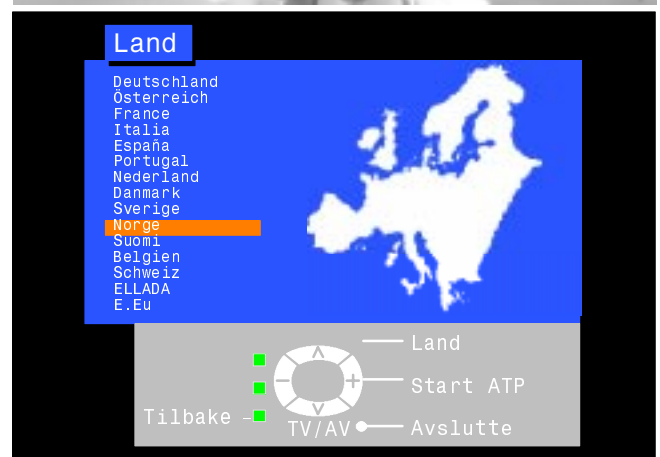 Land
Deutschland
Österreich
France
Italia
España
Portugal
Nederland
Danmark
Sverige
Norge
Suomi
Belgien
Schweiz
ELLADA
E.Eu
Land
Start ATP
Tilbake
TV/AV
Avslutte